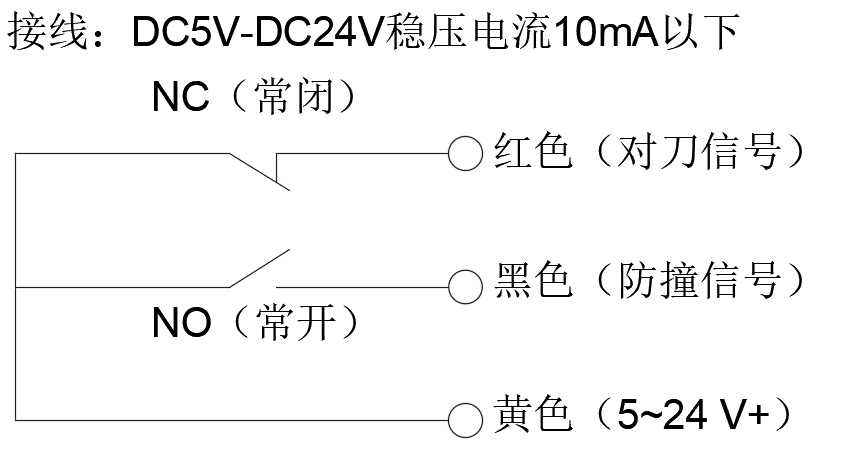 接线：DC5V-DC24V稳压电流10mA以下
NC（常闭）
红色（对刀信号）
黑色（防撞信号）
NO（常开）
黄色（5~24 V+）